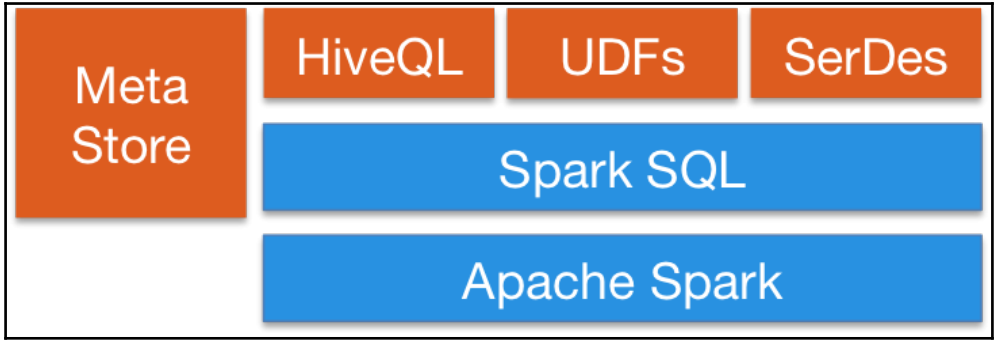 Meta
Store
HiveQL
UDFs
SerDes
Spark SQL
Apache Spark